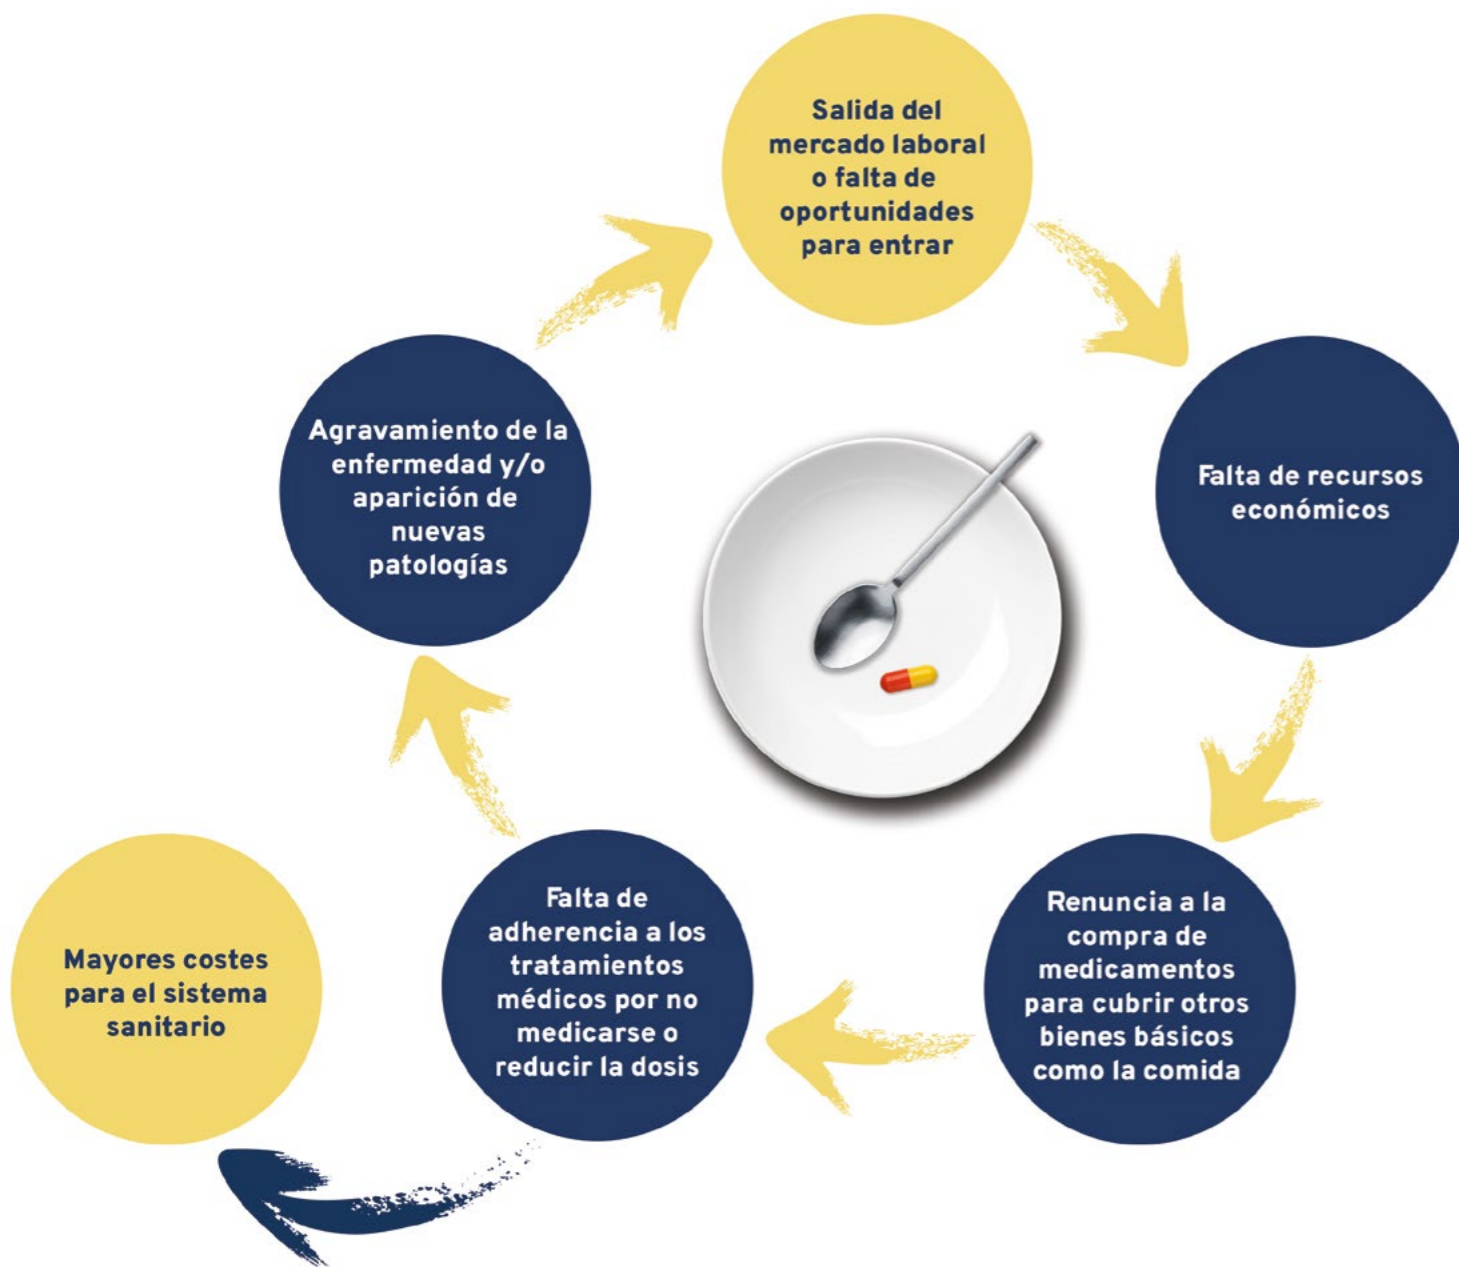 Salida del
mercado laboral
o falta de
oportunidades
para entrar
Falta de recursos
económicos
Renuncia a la
compra de
medicamentos
para cubrir otros
bienes básicos
como la comida
Falta de
adherencia a los
tratamientos
médicos por no
medicarse o
reducir la dosis
Mayores costes
para el sistema
sanitario
Agravamiento de la
enfermedad y/o
aparición de
nuevas
patologías